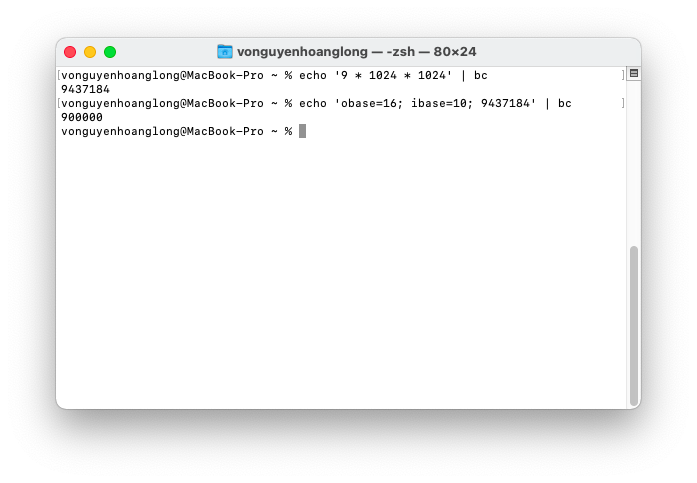 vonguyenhoanglong — -zsh — 80×24
[vonguyenhoanglong@MacBook-Pro ~ % echo '9 * 1024 * 1024' | bc ]
9437184
[vonguyenhoanglong@MacBook-Pro ~ % echo 'obase=16; ibase=10; 9437184' | bc ]
900000
vonguyenhoanglong@MacBook-Pro ~ %